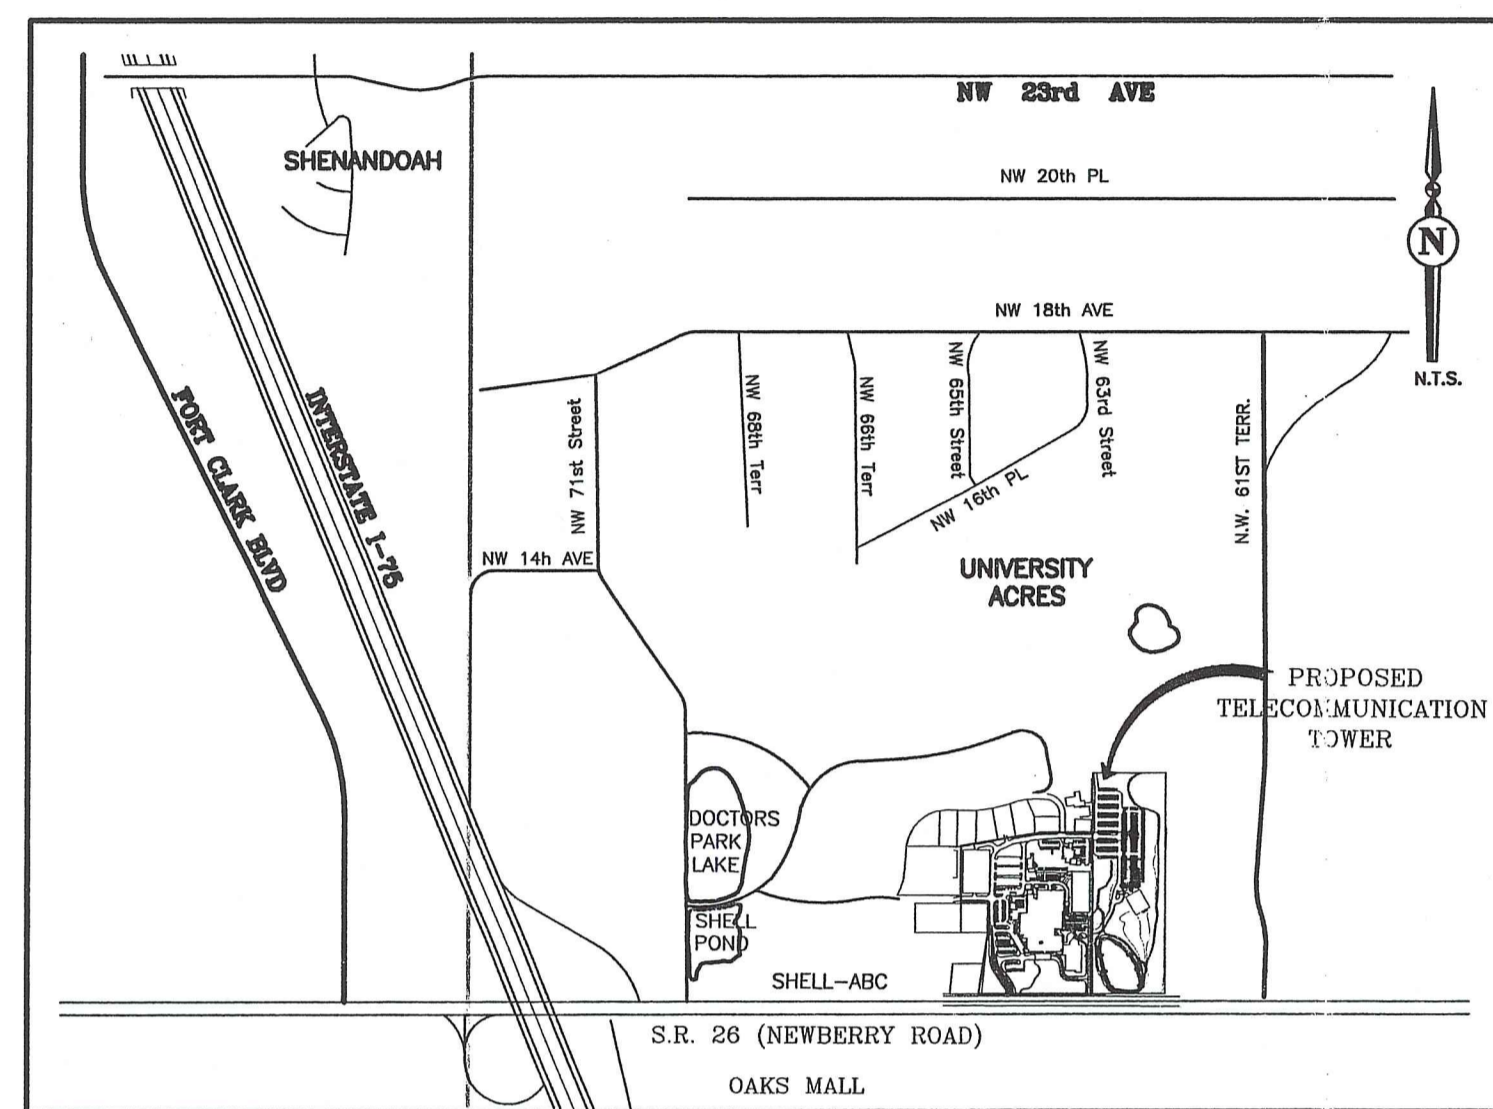 NW 23rd AVE
SHENANDOAH
NW 20th PL
N
NW 18th AVE
N.T.S.
FORT CLARK BLVD
INTERSTATE I-75
NW 71st Street
NW 68th Terr
NW 66th Terr
NW 65th Street
NW 63rd Street
N.W. 61ST TERR.
NW 16th PL
NW 14h AVE
UNIVERSITY
ACRES
PROPOSED
TELECOMMUNICATION
TOWER
DOCTORS
PARK
LAKE
SHELL
POND
SHELL-ABC
S.R. 26 (NEWBERRY ROAD)
OAKS MALL